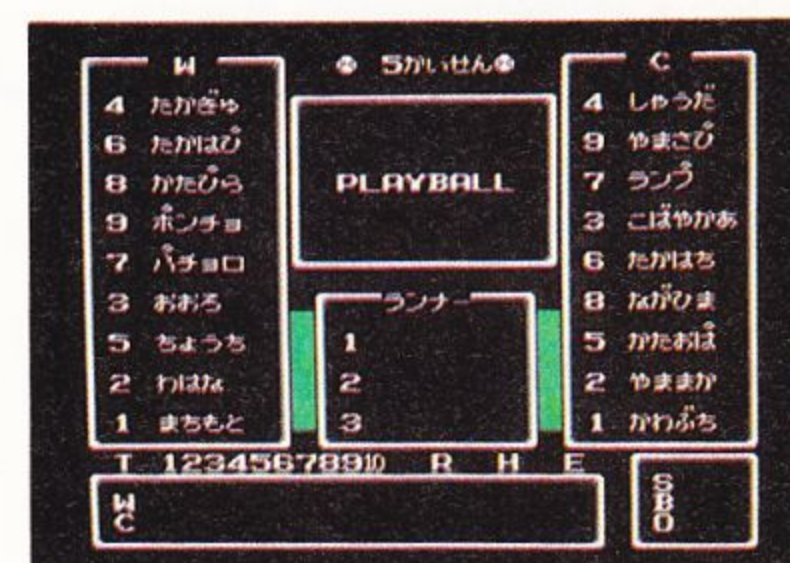 W
4 たかぎゅ
6 たかはぴ
8 かたひら
9 ポンチョ
7 パチョロ
3 おおろ
5 ちょうち
2 わはな
1 まちもと
5かいせん
PLAYBALL
ランナー
1
2
3
C
4 しゃうだ
9 やまさぴ
7 ランプ
3 こばやかあ
6 たかはち
8 ながひま
5 かたおぱ
2 やままか
1 かわぶち
T 12345678910 R H E
W
C
S
B
O